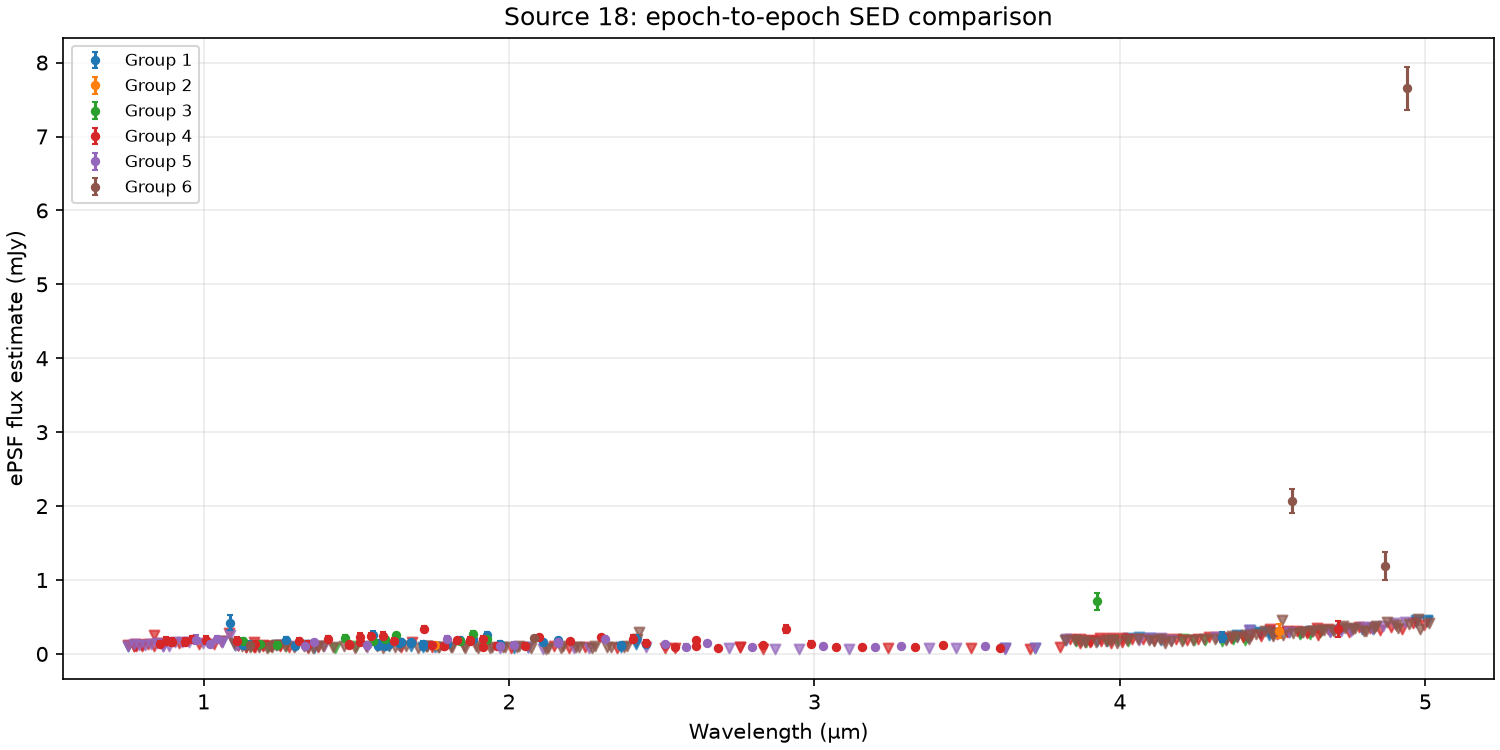 Source 18: epoch-to-epoch SED comparison
ePSF flux estimate (mJy)
8
7
6
5
4
3
2
1
0
Group 1
Group 2
Group 3
Group 4
Group 5
Group 6
1 2 3 4 5
Wavelength (µm)